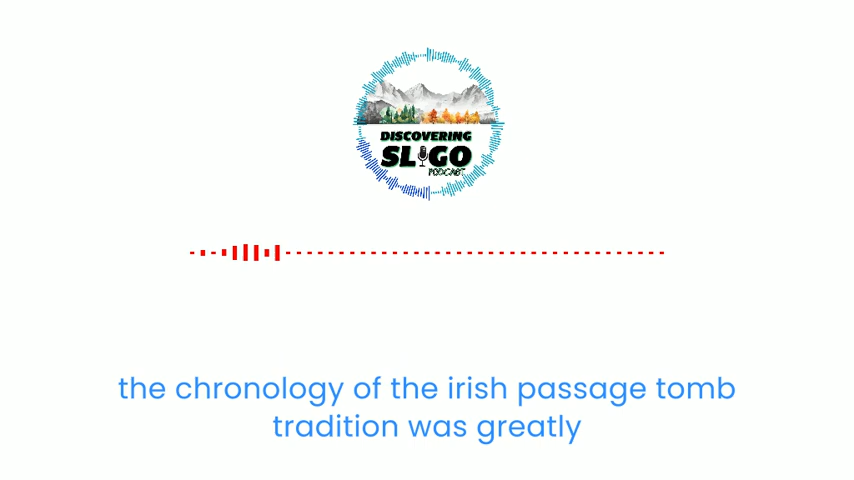 DISCOVERING
SLIGO
PODCAST
the chronology of the irish passage tomb
tradition was greatly